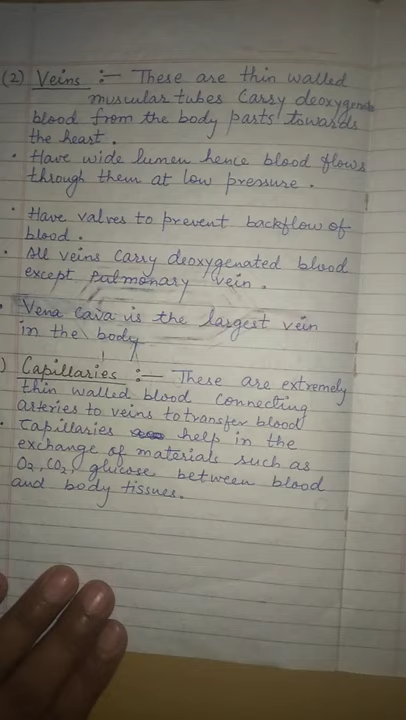 (2) Veins :- These are thin walled
muscular tubes carry deoxygenate
blood from the body parts towards
the heart.
• Have wide lumen hence blood flows
through them at low pressure.
• Have valves to prevent backflow of
blood.
• All veins carry deoxygenated blood
except pulmonary vein.
• Vena Cava is the largest vein
in the body
) Capillaries :- These are extremely
thin walled blood connecting
arteries to veins to transfer blood
• Capillaries help in the
exchange of materials such as
O2, CO2, glucose between blood
and body tissues.